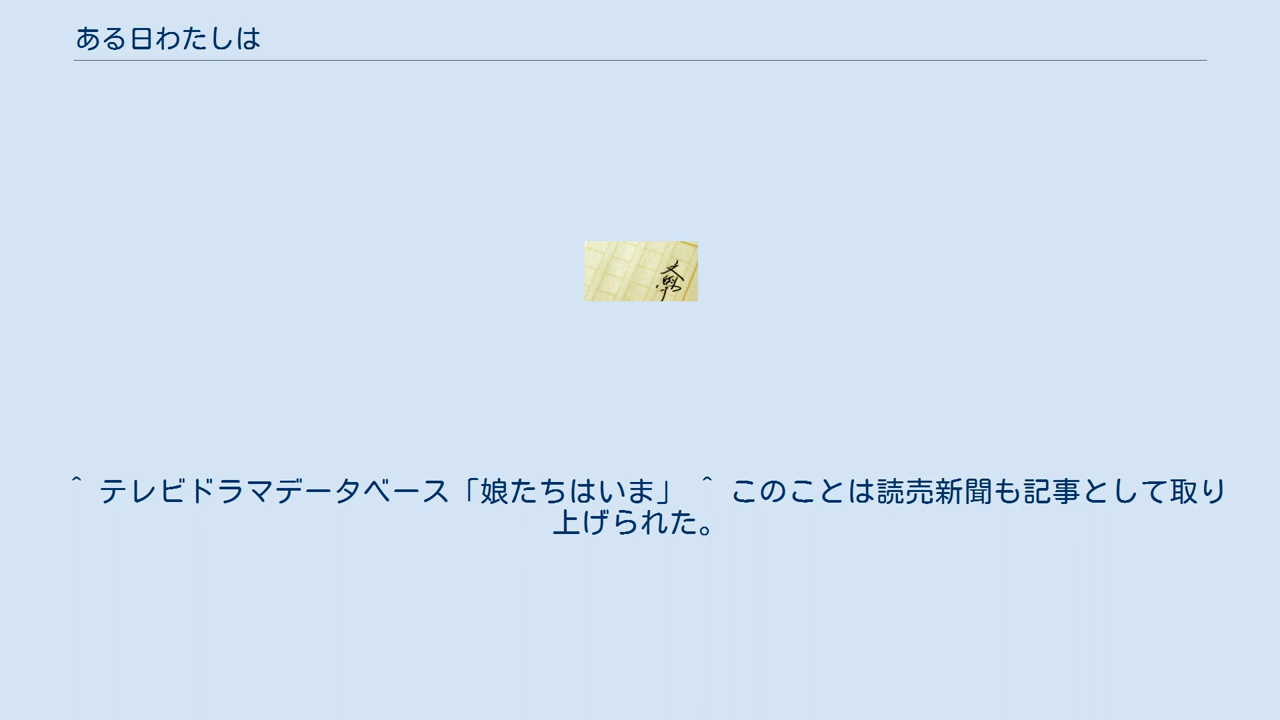 ある日わたしは
^ テレビドラマデータベース「娘たちはいま」 ^ このことは読売新聞も記事として取り
上げられた。